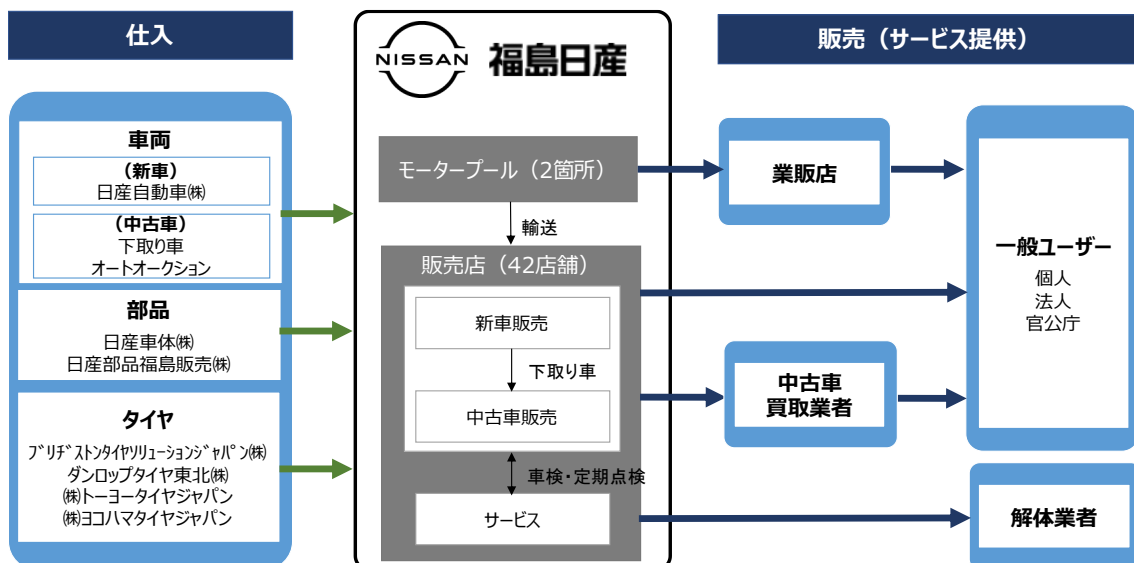 仕入
車両
(新車)
日産自動車㈱
(中古車)
下取り車
オートオークション
部品
日産車体㈱
日産部品福島販売㈱
タイヤ
ﾌﾞﾘﾁﾞｽﾄﾝﾀｲﾔｿﾘｭｰｼｮﾝｼﾞｬﾊﾟﾝ㈱
ダンロップタイヤ東北㈱
㈱トーヨータイヤジャパン
㈱ヨコハマタイヤジャパン
NISSAN 福島日産
モータープール（2箇所）
輸送
販売店（42店舗）
新車販売
下取り車
中古車販売
車検・定期点検
サービス
販売（サービス提供）
業販店
中古車
買取業者
一般ユーザー
個人
法人
官公庁
解体業者